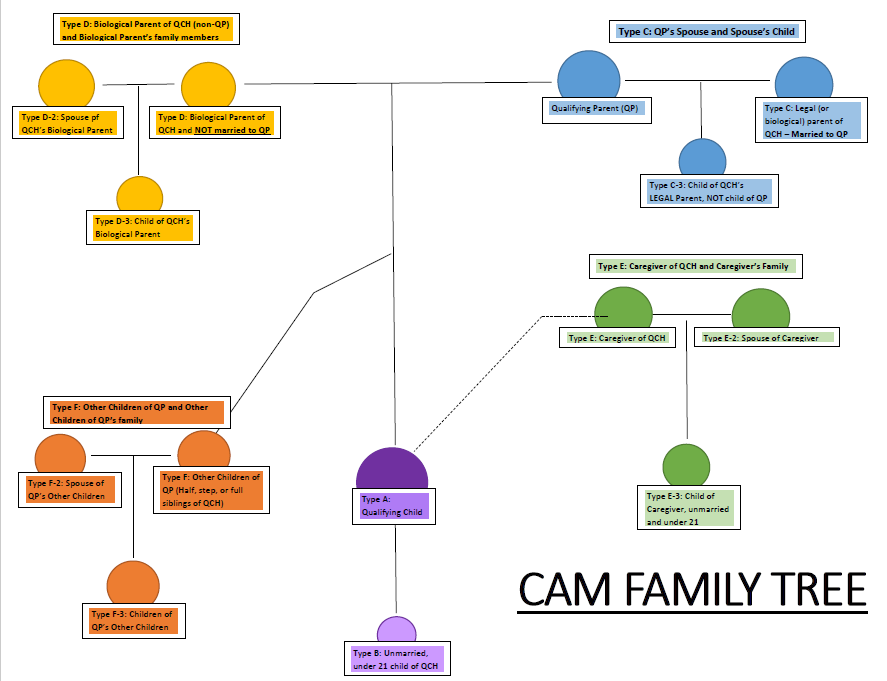 Type D: Biological Parent of QCH (non-QP)
and Biological Parent's family members
Type C: QP's Spouse and Spouse's Child
Type D-2: Spouse pf
QCH's Biological Parent
Type D: Biological Parent of
QCH and NOT married to QP
Qualifying Parent (QP)
Type C: Legal (or
biological) parent of
QCH – Married to QP
Type C-3: Child of QCH's
LEGAL Parent, NOT child of QP
Type D-3: Child of QCH's
Biological Parent
Type E: Caregiver of QCH and Caregiver's Family
Type E: Caregiver of QCH
Type E-2: Spouse of Caregiver
Type F: Other Children of QP and Other
Children of QP's family
Type F-2: Spouse of
QP's Other Children
Type F: Other Children of
QP (Half, step, or full
siblings of QCH)
Type A:
Qualifying Child
Type E-3: Child of
Caregiver, unmarried
and under 21
CAM FAMILY TREE
Type F-3: Children of
QP's Other Children
Type B: Unmarried,
under 21 child of QCH